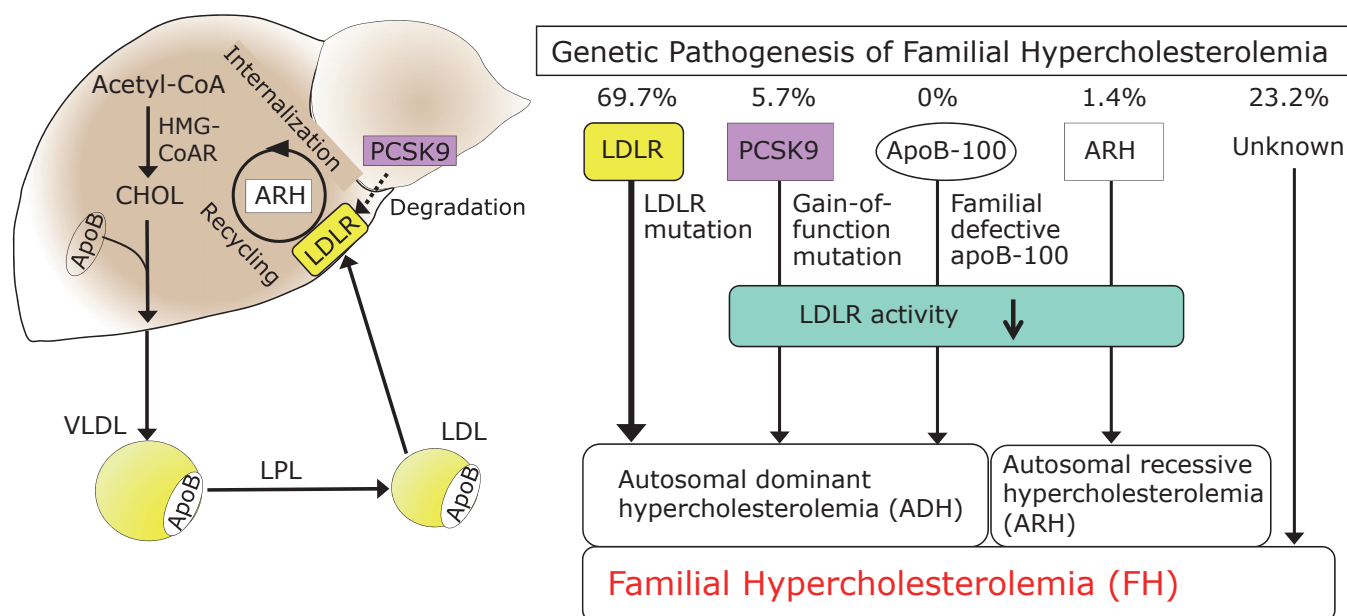 Acetyl-CoA
HMG-
CoAR
CHOL
ApoB
Internalization
ARH
Recycling
LDLR
PCSK9
Degradation
VLDL
ApoB
LPL
LDL
ApoB
Genetic Pathogenesis of Familial Hypercholesterolemia
69.7% 5.7% 0% 1.4% 23.2%
LDLR PCSK9 ApoB-100 ARH Unknown
LDLR
mutation
Gain-of-
function
mutation
Familial
defective
apoB-100
LDLR activity ↓
Autosomal dominant
hypercholesterolemia (ADH)
Autosomal recessive
hypercholesterolemia
(ARH)
Familial Hypercholesterolemia (FH)